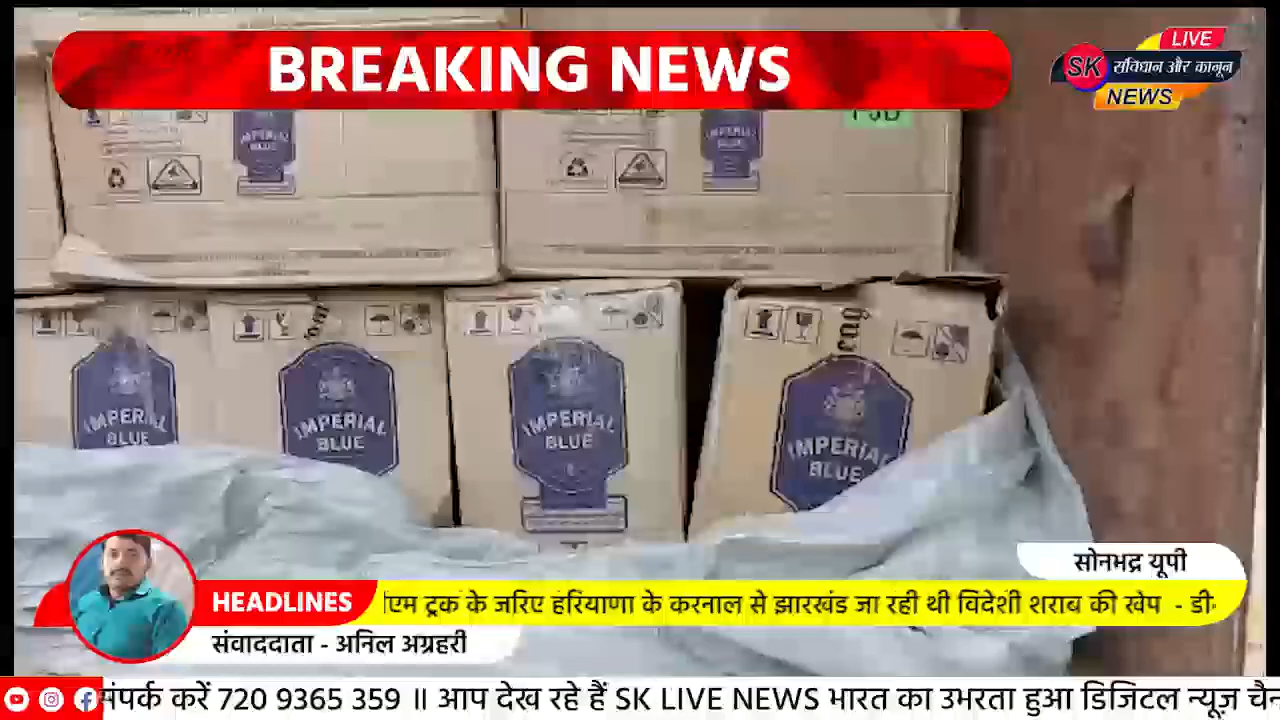 BREAKING NEWS
LIVE
SK संविधान और कानून
NEWS
IMPERIAL
BLUE
IMPERIAL
BLUE
IMPERIAL
BLUE
IMPERIAL
BLUE
IMPERIAL
BLUE
IMPERIAL
BLUE
सोनभद्र यूपी
HEADLINES
ट्रक के जरिए हरियाणा के करनाल से झारखंड जा रही थी विदेशी शराब की खेप -
संवाददाता - अनिल अग्रहरी
संपर्क करें 720 9365 359 || आप देख रहे हैं SK LIVE NEWS भारत का उभरता हुआ डिजिटल न्यूज़